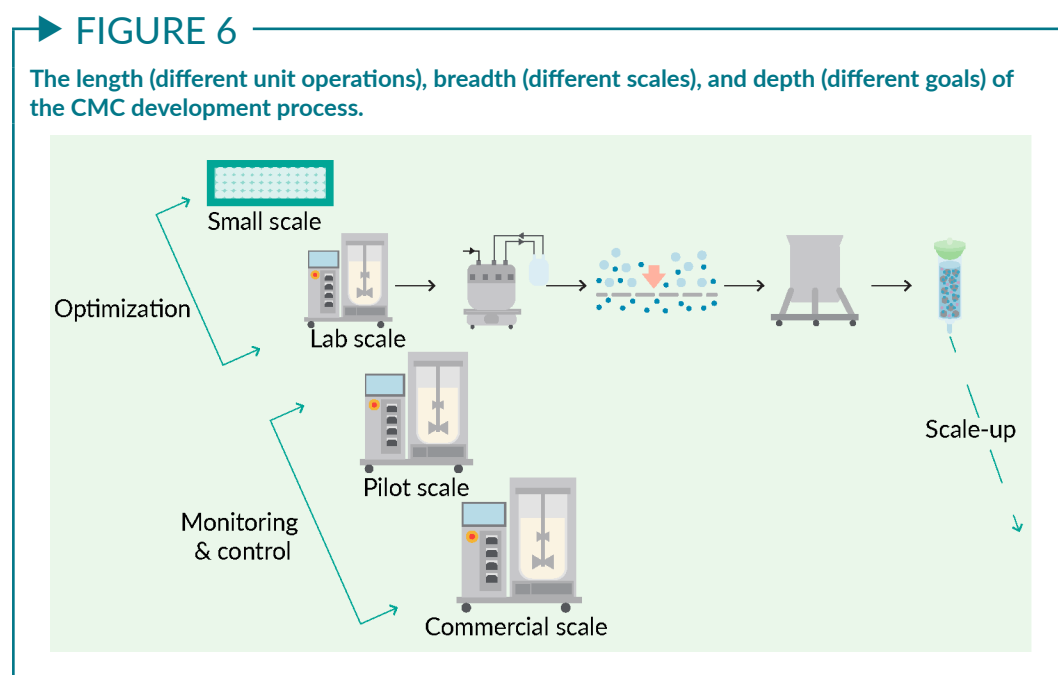 FIGURE 6
The length (different unit operations), breadth (different scales), and depth (different goals) of
the CMC development process.
Small scale
Optimization
Lab scale
Scale-up
Pilot scale
Monitoring
& control
Commercial scale